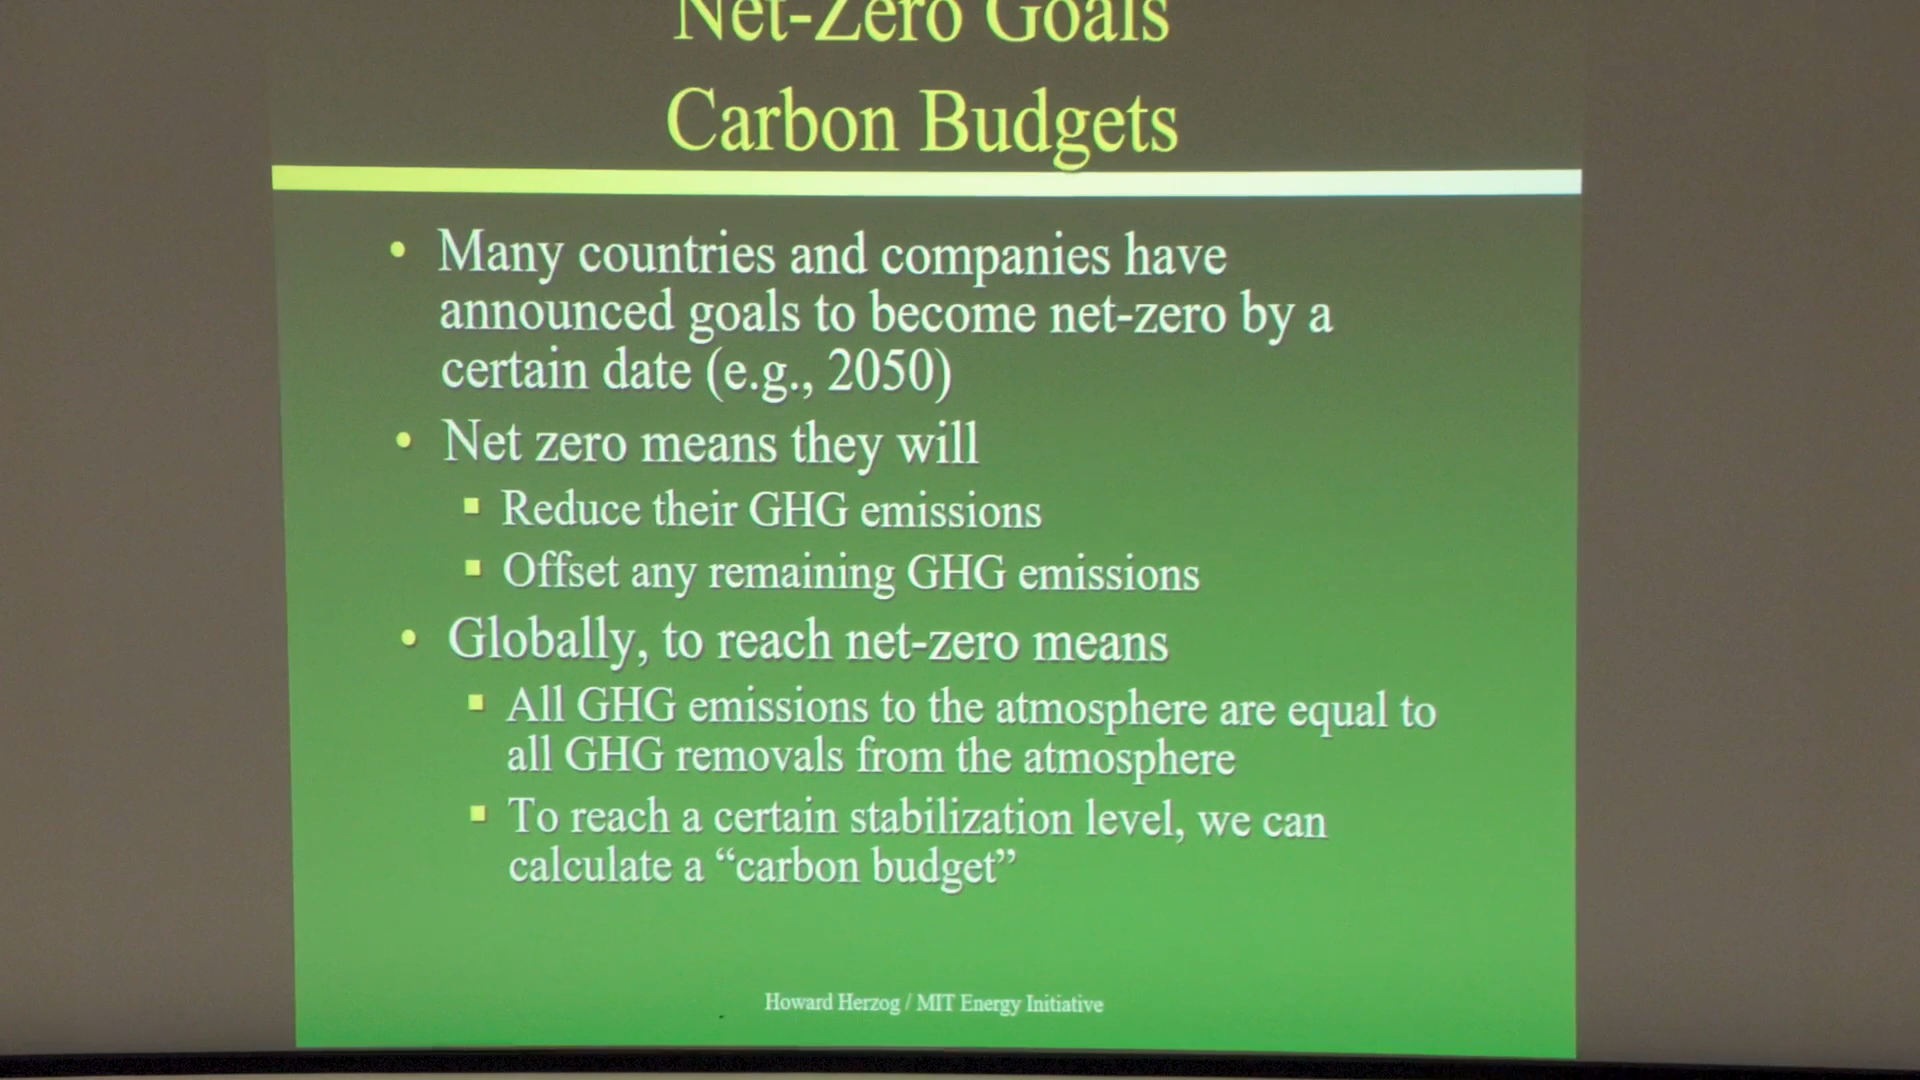 Net-Zero Goals
Carbon Budgets
• Many countries and companies have
announced goals to become net-zero by a
certain date (e.g., 2050)
• Net zero means they will
▪ Reduce their GHG emissions
▪ Offset any remaining GHG emissions
• Globally, to reach net-zero means
▪ All GHG emissions to the atmosphere are equal to
all GHG removals from the atmosphere
▪ To reach a certain stabilization level, we can
calculate a “carbon budget”
Howard Herzog / MIT Energy Initiative